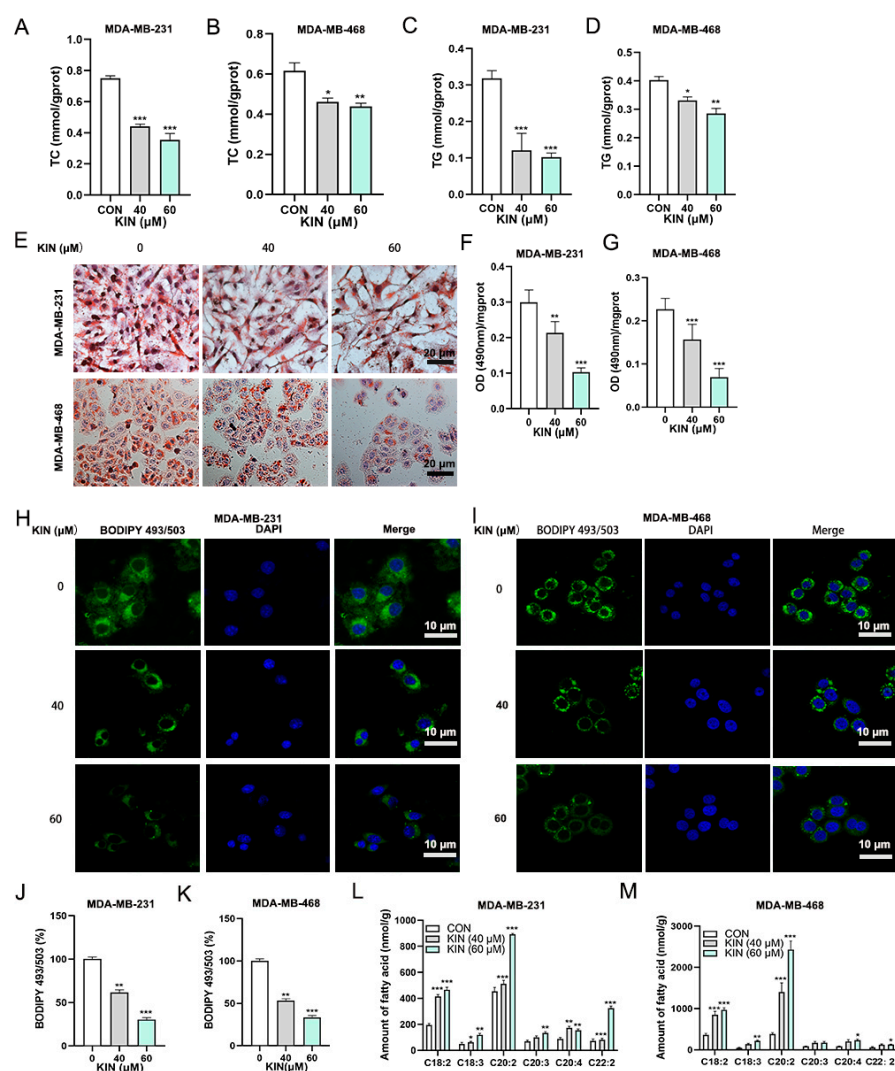 A
MDA-MB-231
TC (mmol/gprot)
1.0
0.8
0.6
0.4
0.2
0.0
***
***
CON 40 60
KIN (μM)
B
MDA-MB-468
TC (mmol/gprot)
0.8
0.6
0.4
0.2
0.0
*
**
CON 40 60
KIN (μM)
C
MDA-MB-231
TG (mmol/gprot)
0.4
0.3
0.2
0.1
0.0
***
***
CON 40 60
KIN (μM)
D
MDA-MB-468
TG (mmol/gprot)
0.6
0.4
0.2
0.0
*
**
CON 40 60
KIN (μM)
E
KIN (μM) 0 40 60
MDA-MB-231
20 μm
MDA-MB-468
20 μm
F
MDA-MB-231
OD (490nm)/mgprot
0.4
0.3
0.2
0.1
0.0
**
***
0 40 60
KIN (μM)
G
MDA-MB-468
OD (490nm)/mgprot
0.3
0.2
0.1
0.0
***
***
0 40 60
KIN (μM)
H
MDA-MB-231
KIN (μM) BODIPY 493/503 DAPI Merge
0
10 μm
40
10 μm
60
10 μm
I
MDA-MB-468
KIN (μM) BODIPY 493/503 DAPI Merge
0
10 μm
40
10 μm
60
10 μm
J
MDA-MB-231
BODIPY 493/503 (%)
150
100
50
0
**
***
0 40 60
KIN(μM)
K
MDA-MB-468
BODIPY 493/503 (%)
150
100
50
0
**
***
0 40 60
KIN(μM)
L
MDA-MB-231
Amount of fatty acid (nmol/g)
1000
800
600
400
200
0
CON
KIN (40 μM)
KIN (60 μM)
*** ***
* **
*** ***
**
** **
*** ***
C18:2 C18:3 C20:2 C20:3 C20:4 C22:2
M
MDA-MB-468
Amount of fatty acid (nmol/g)
3000
2000
1000
0
CON
KIN (40 μM)
KIN (60 μM)
*** ***
**
*** ***
*
*
C18:2 C18:3 C20:2 C20:3 C20:4 C22: 2